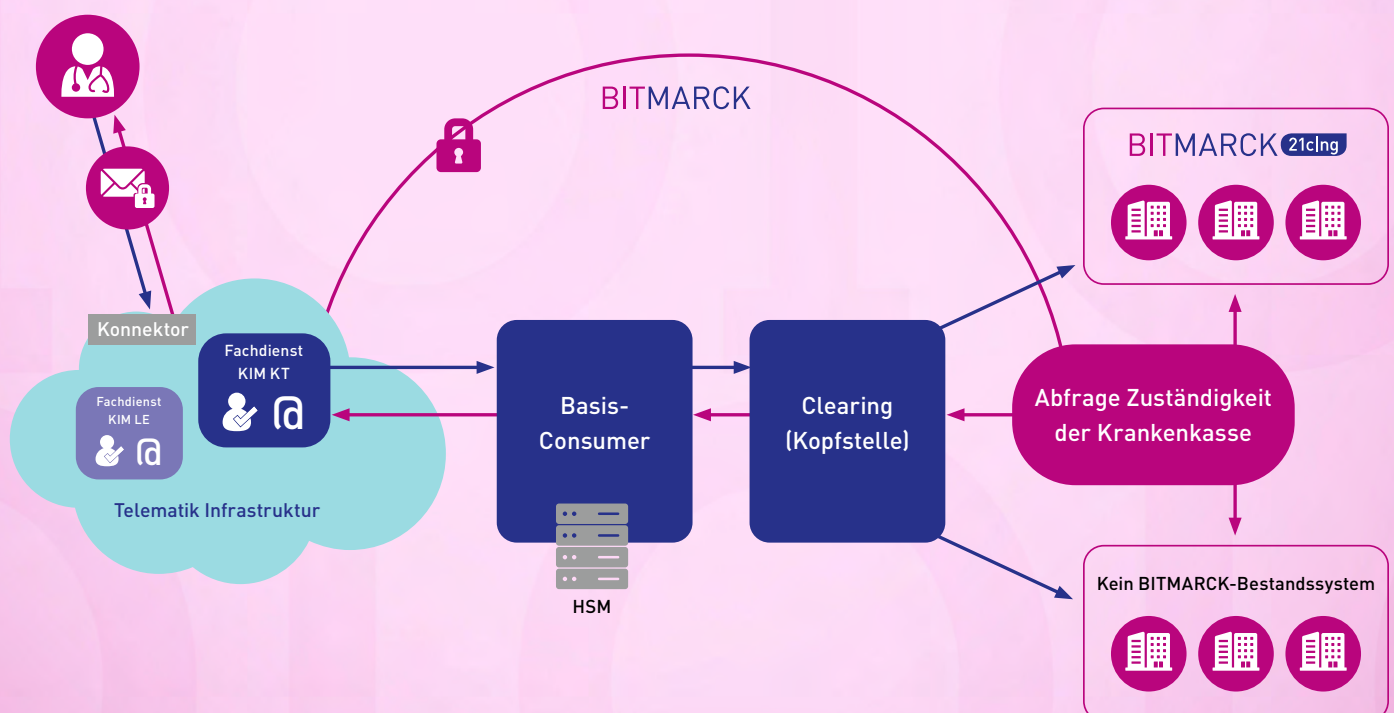 BITMARCK
BITMARCK 21c|ng
Konnektor
Fachdienst
KIM KT
Fachdienst
KIM LE
Telematik Infrastruktur
Basis-
Consumer
HSM
Clearing
(Kopfstelle)
Abfrage Zuständigkeit
der Krankenkasse
Kein BITMARCK-Bestandssystem